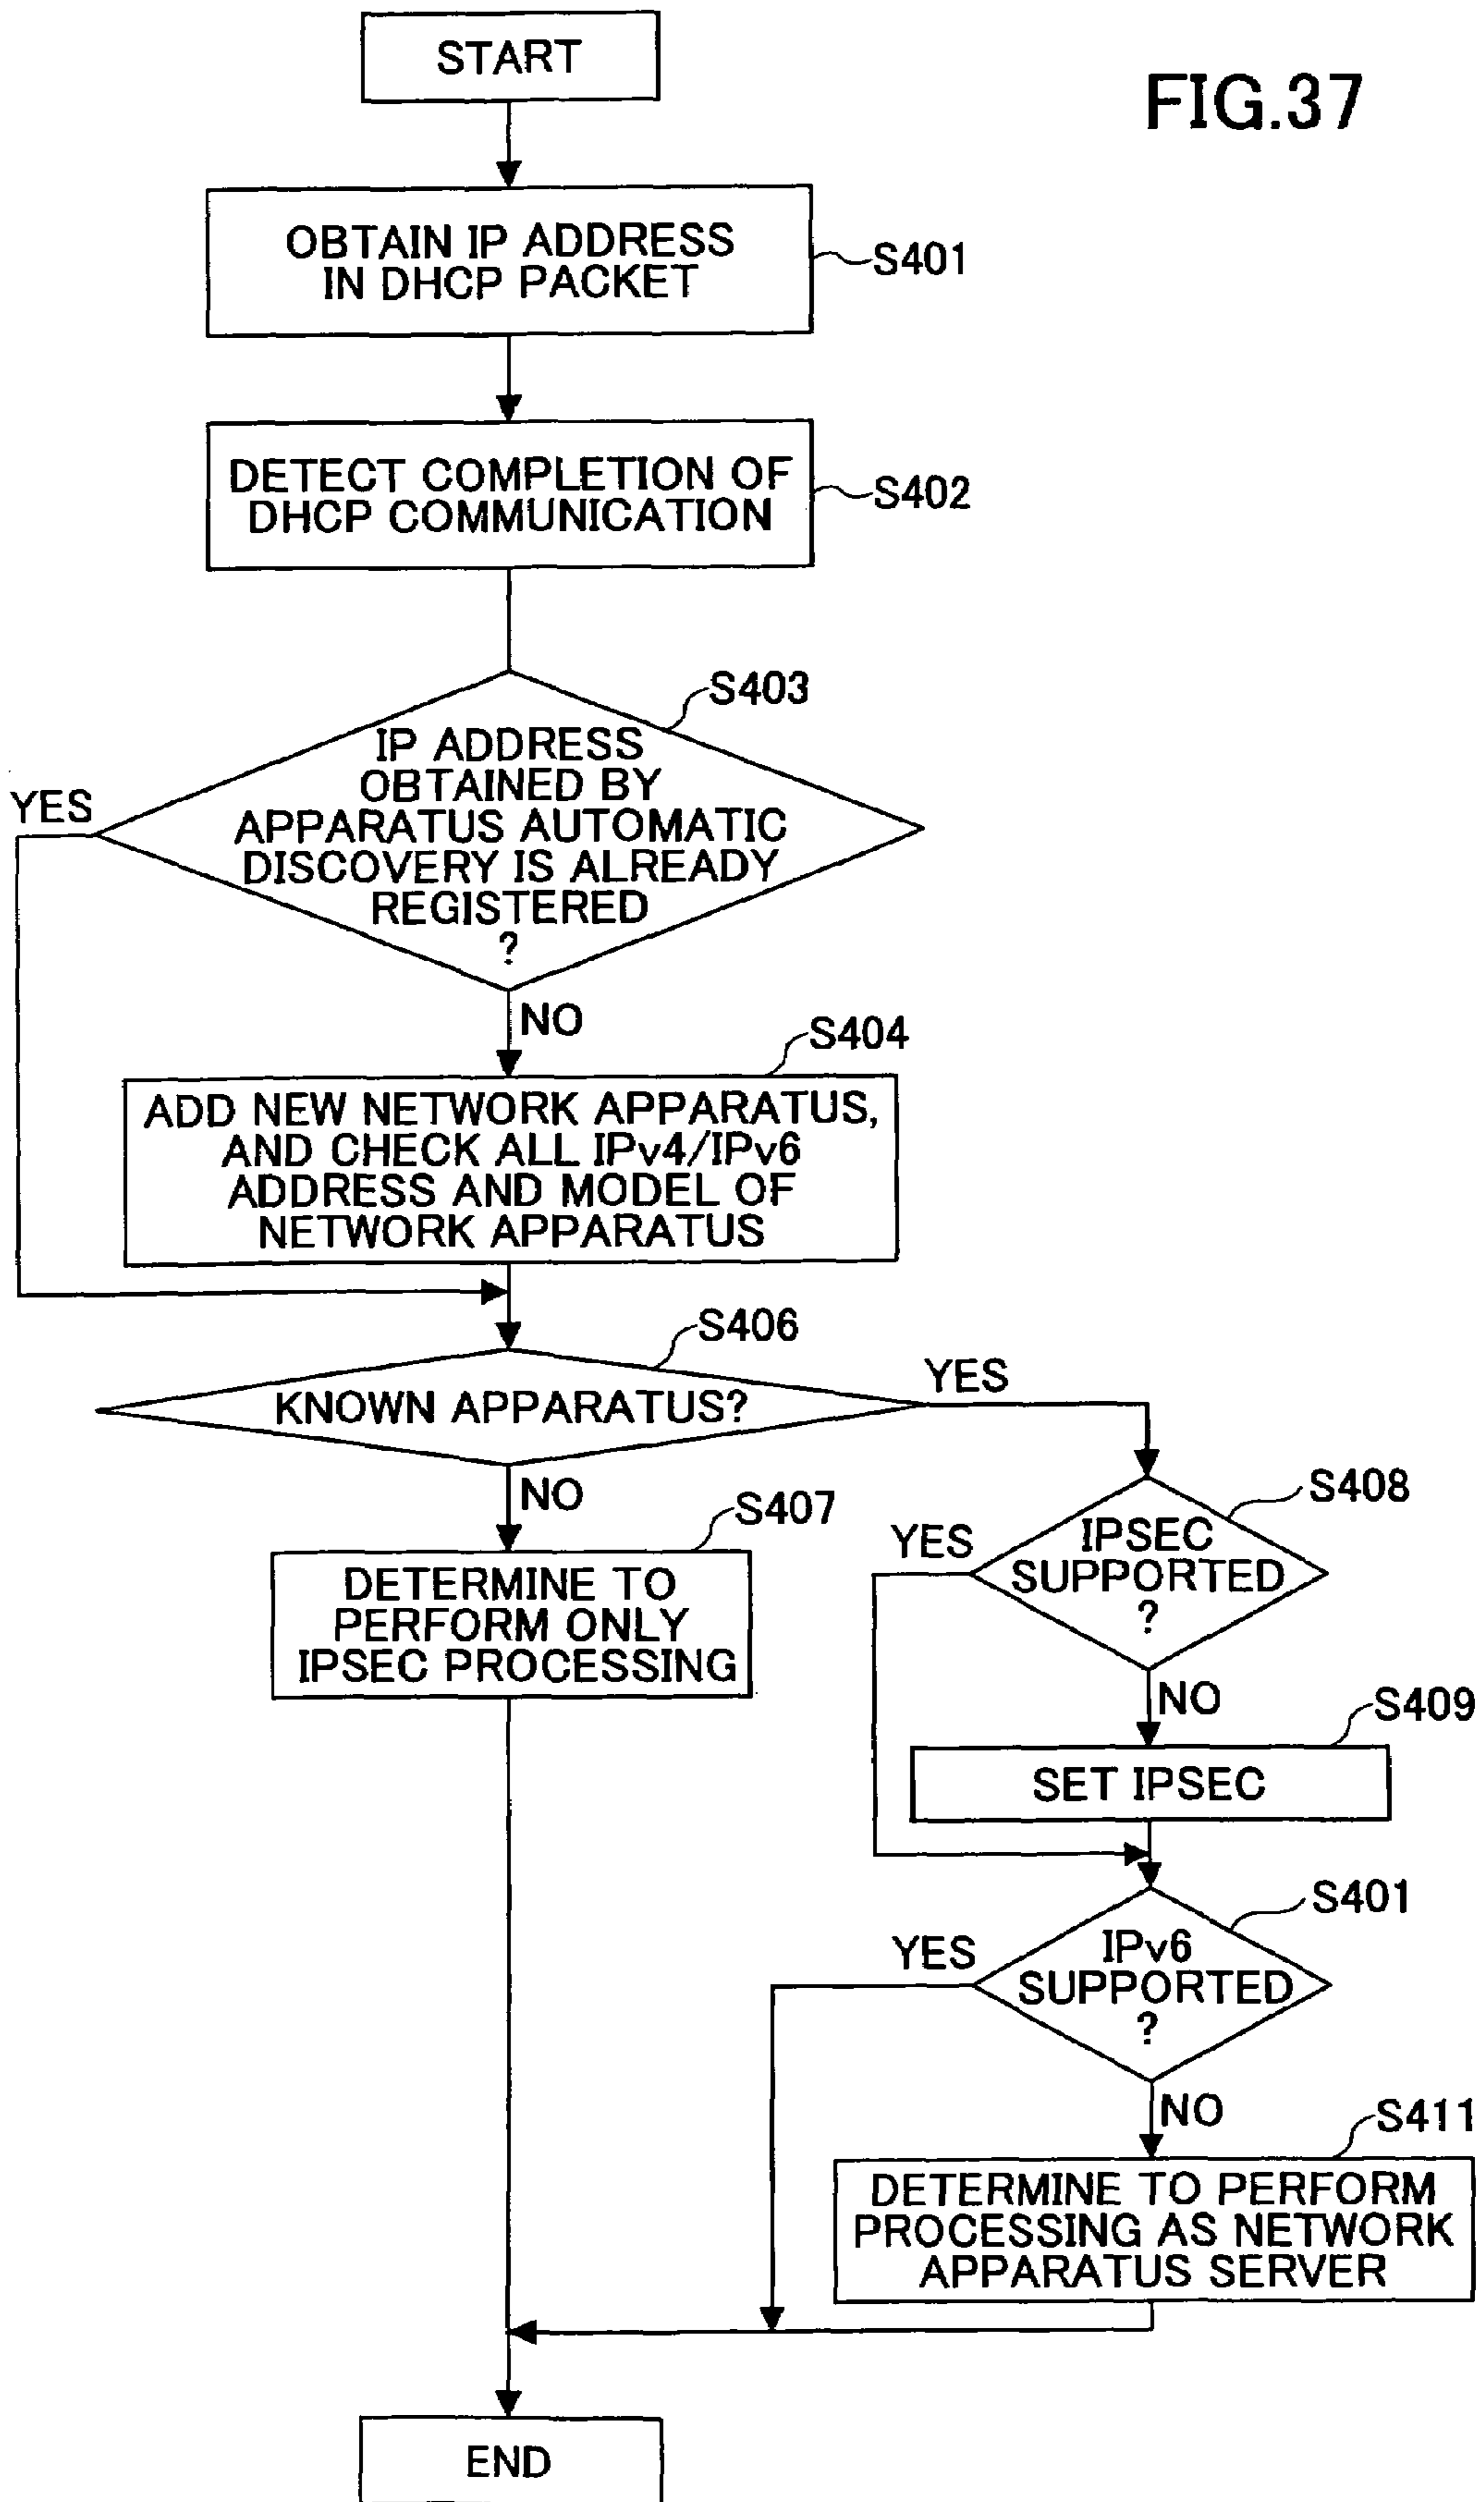 START
FIG.37
OBTAIN IP ADDRESS
IN DHCP PACKET
S401
DETECT COMPLETION OF
DHCP COMMUNICATION
S402
S403
IP ADDRESS
OBTAINED BY
APPARATUS AUTOMATIC
DISCOVERY IS ALREADY
REGISTERED
?
YES
NO
S404
ADD NEW NETWORK APPARATUS,
AND CHECK ALL IPv4/IPv6
ADDRESS AND MODEL OF
NETWORK APPARATUS
S406
KNOWN APPARATUS?
YES
NO
S407
DETERMINE TO
PERFORM ONLY
IPSEC PROCESSING
S408
IPSEC
SUPPORTED
?
YES
NO
S409
SET IPSEC
S401
IPv6
SUPPORTED
?
YES
NO
S411
DETERMINE TO PERFORM
PROCESSING AS NETWORK
APPARATUS SERVER
END